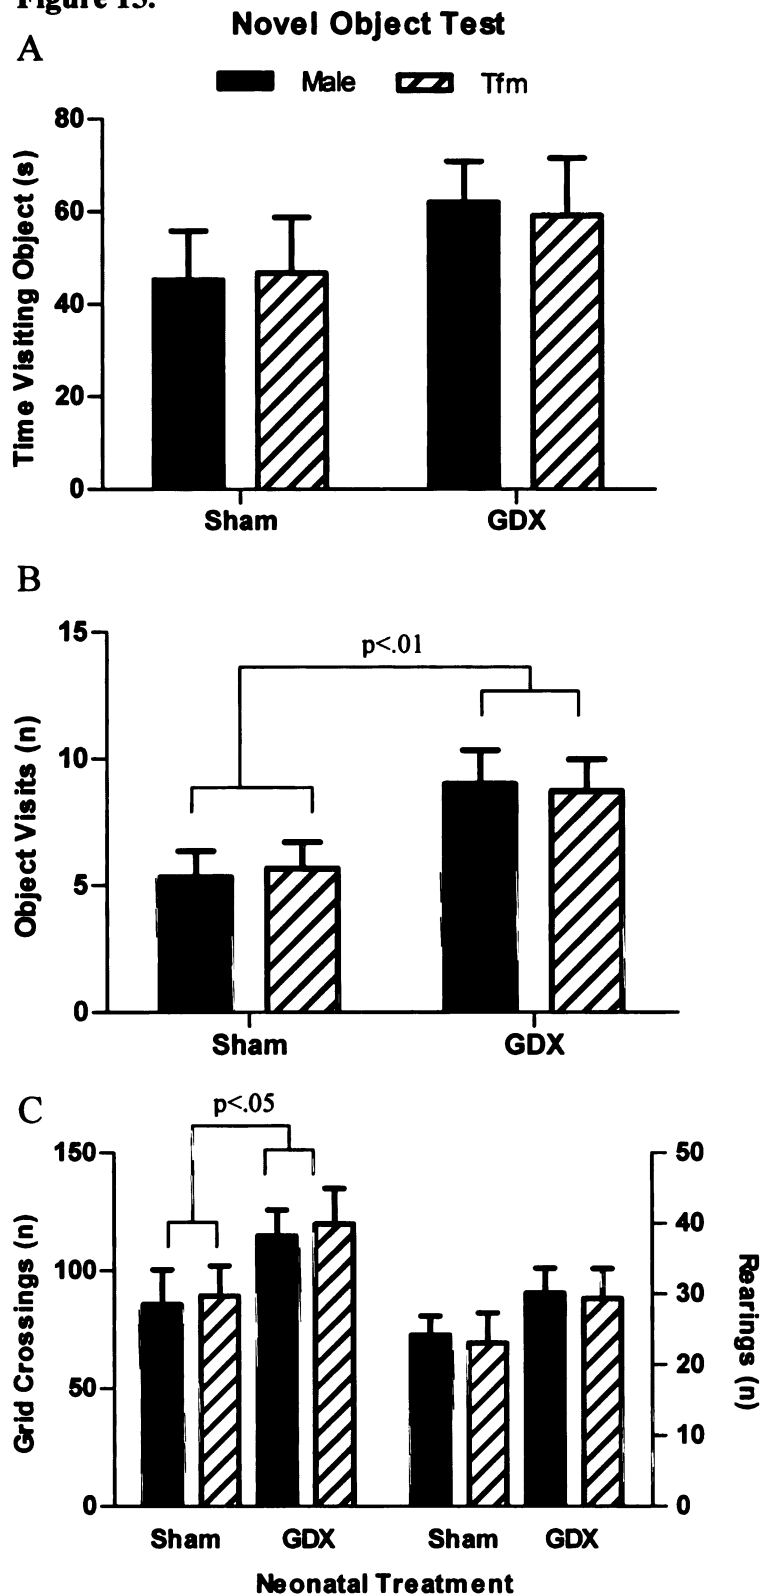 Figure 13.
Novel Object Test
A
Male Tfm
80
60
40
20
0
Time Visiting Object (s)
Sham GDX
B
15
10
5
0
Object Visits (n)
p<.01
Sham GDX
C
p<.05
150
100
50
0
Grid Crossings (n)
50
40
30
20
10
0
Rearings (n)
Sham GDX Sham GDX
Neonatal Treatment